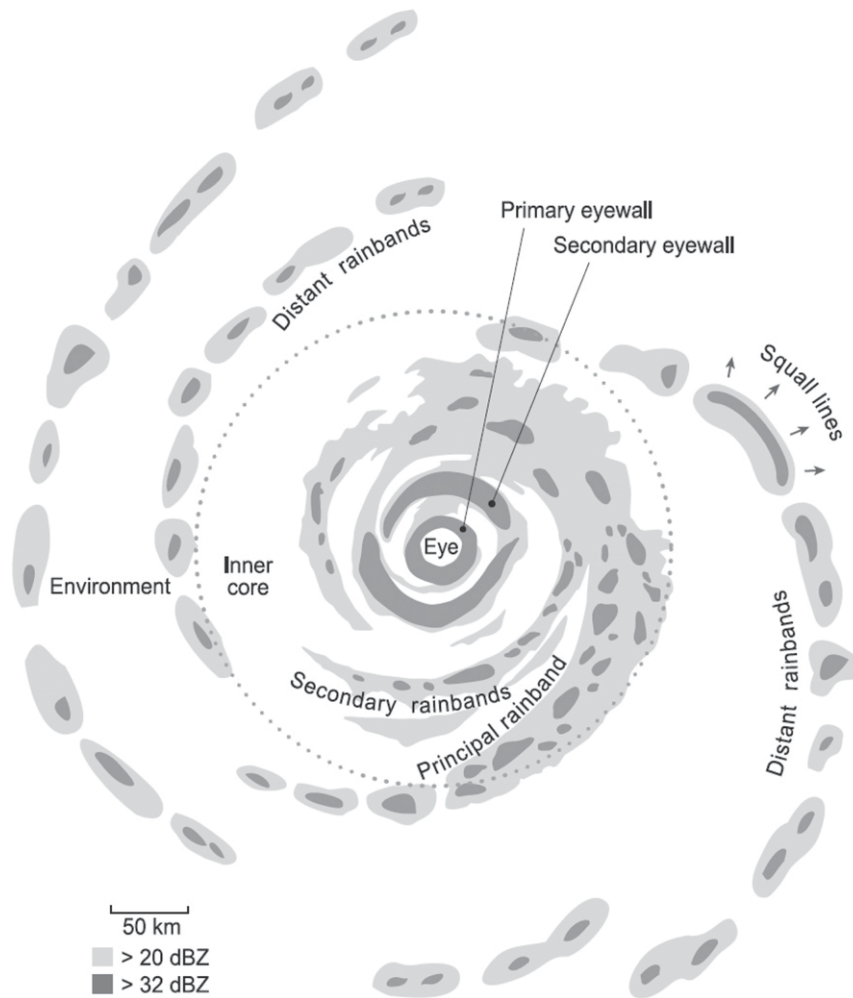 Primary eyewall
Secondary eyewall
Distant rainbands
Squall lines
Eye
Inner
core
Environment
Distant rainbands
Secondary rainbands
Principal rainband
50 km
> 20 dBZ
> 32 dBZ